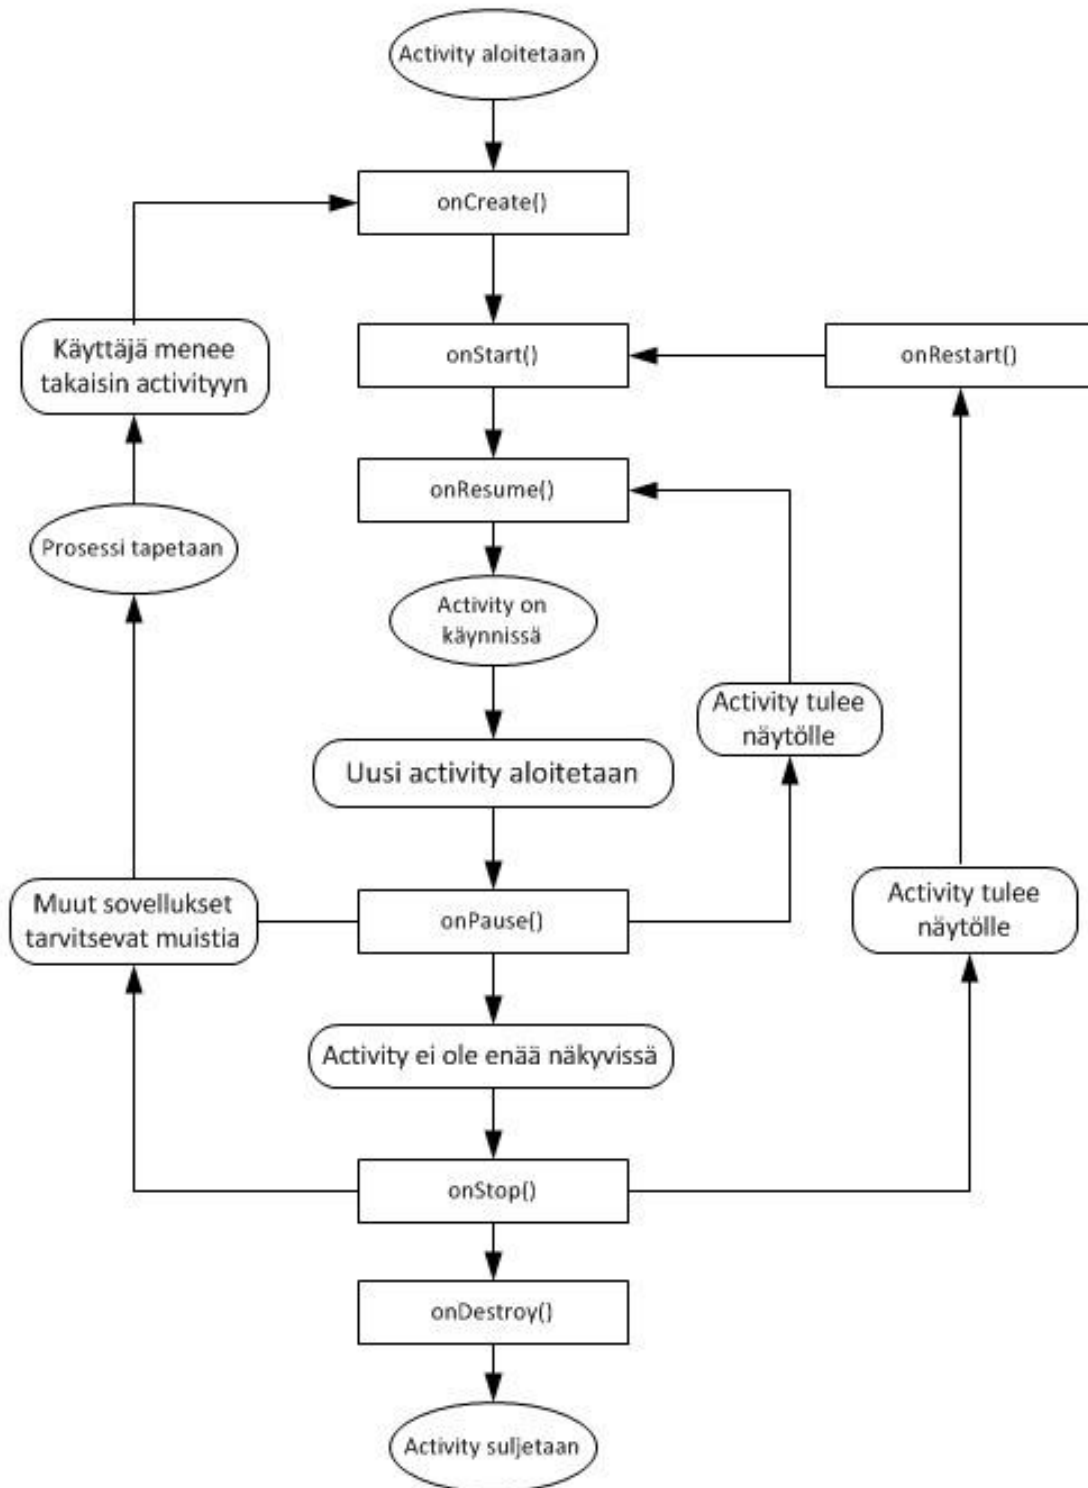 Activity aloitetaan
onCreate()
Käyttäjä menee
takaisin activityyn
onStart()
onRestart()
onResume()
Prosessi tapetaan
Activity on
käynnissä
Activity tulee
näytölle
Uusi activity aloitetaan
Muut sovellukset
tarvitsevat muistia
onPause()
Activity tulee
näytölle
Activity ei ole enää näkyvissä
onStop()
onDestroy()
Activity suljetaan